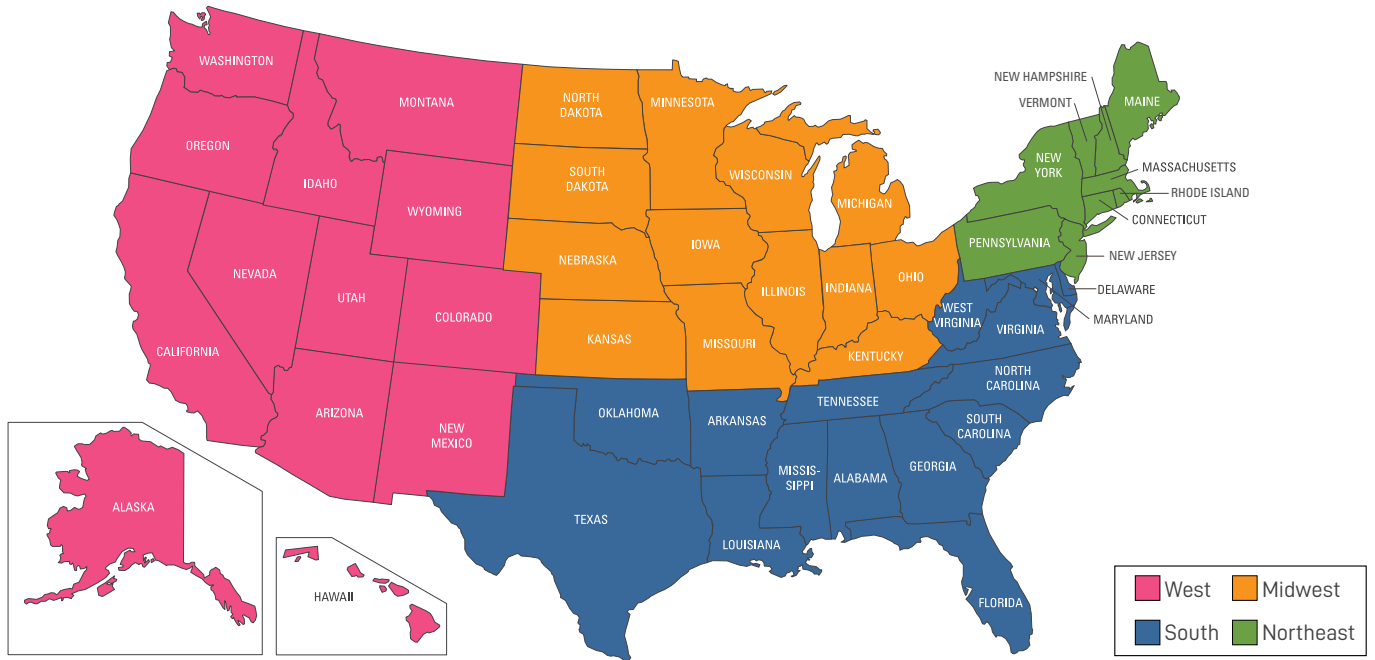 WASHINGTON
MONTANA
OREGON
IDAHO
WYOMING
NEVADA
UTAH
COLORADO
CALIFORNIA
ARIZONA
NEW
MEXICO
ALASKA
HAWAII
NORTH
DAKOTA
MINNESOTA
SOUTH
DAKOTA
WISCONSIN
MICHIGAN
NEBRASKA
IOWA
ILLINOIS
INDIANA
OHIO
KANSAS
MISSOURI
KENTUCKY
NEW HAMPSHIRE
VERMONT
MAINE
NEW
YORK
MASSACHUSETTS
RHODE ISLAND
CONNECTICUT
PENNSYLVANIA
NEW JERSEY
DELAWARE
MARYLAND
WEST
VIRGINIA
VIRGINIA
NORTH
CAROLINA
TENNESSEE
SOUTH
CAROLINA
OKLAHOMA
ARKANSAS
MISSIS-
SIPPI
ALABAMA
GEORGIA
TEXAS
LOUISIANA
FLORIDA
West
Midwest
South
Northeast